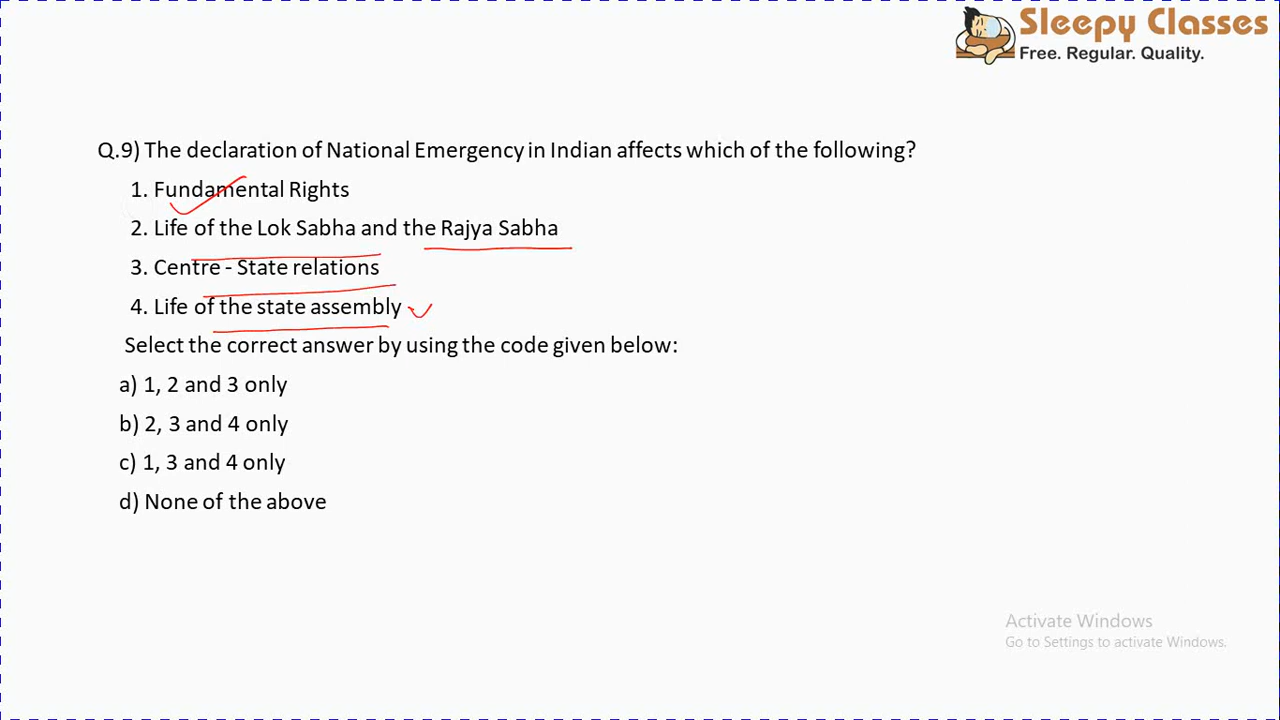 Sleepy Classes
Free. Regular. Quality.
Q.9) The declaration of National Emergency in Indian affects which of the following?
1. Fundamental Rights
2. Life of the Lok Sabha and the Rajya Sabha
3. Centre - State relations
4. Life of the state assembly
Select the correct answer by using the code given below:
a) 1, 2 and 3 only
b) 2, 3 and 4 only
c) 1, 3 and 4 only
d) None of the above
Activate Windows
Go to Settings to activate Windows.